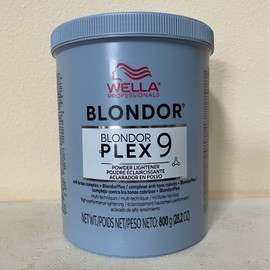 WELLA
PROFESSIONALS
BLONDOR®
BLONDOR
PLEX 9
POWDER LIGHTENER
POUDRE ÉCLAIRCISSANTE
ACLARADOR EN POLVO
NET WT./POIDS NET/PESO NETO: 800 g (28.2 OZ)